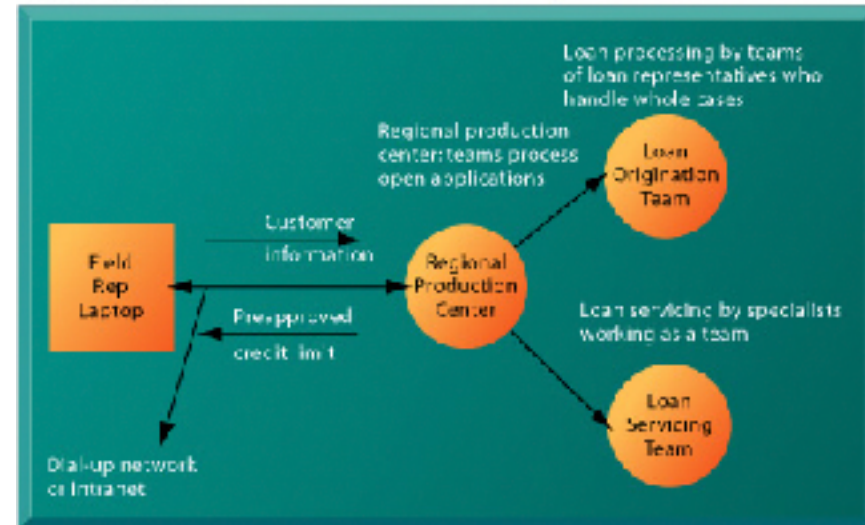 Loan processing by teams
of loan representatives who
handle whole cases
Regional production
center: teams process
open applications
Loan
Origination
Team
Customer
information
Field
Rep
Laptop
Regional
Production
Center
Preapproved
credit limit
Loan servicing by specialists
working as a team
Loan
Servicing
Team
Dial-up network
or Intranet